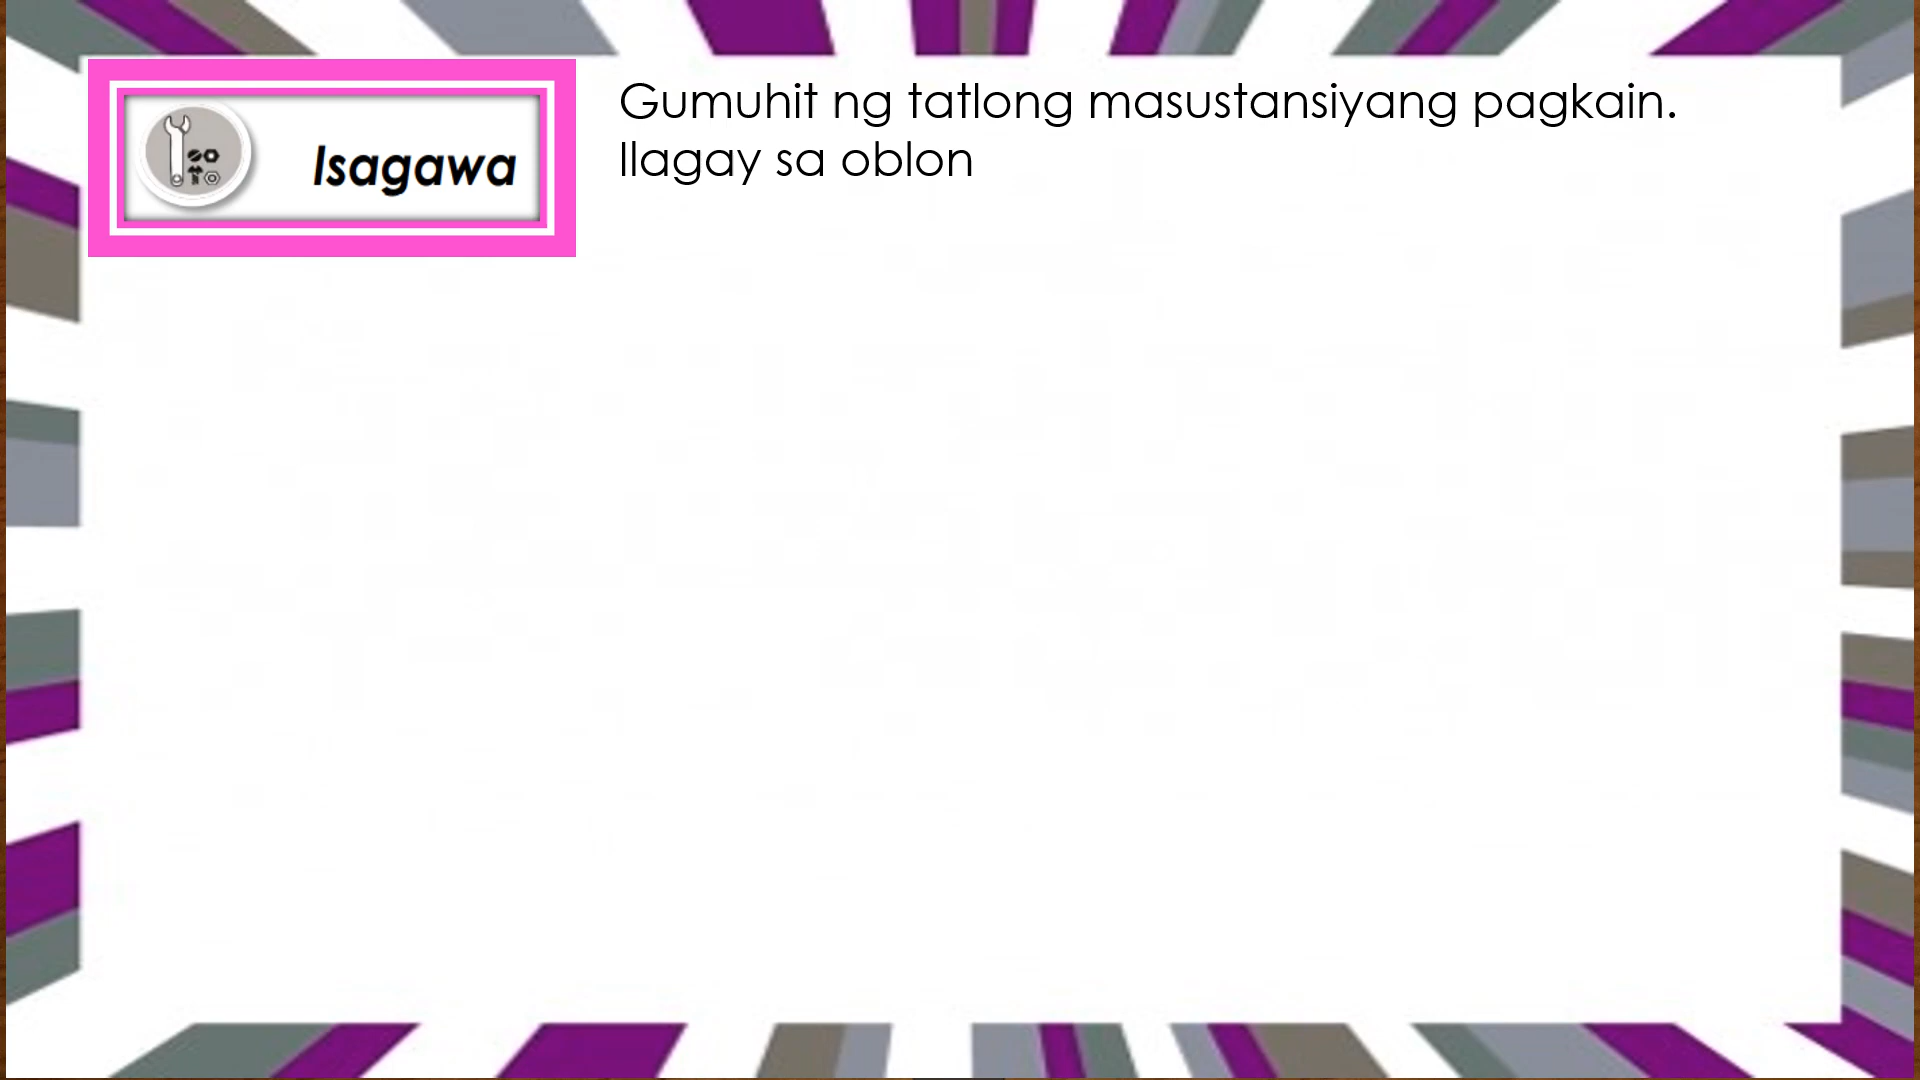 Isagawa
Gumuhit ng tatlong masustansiyang pagkain.
Ilagay sa oblon